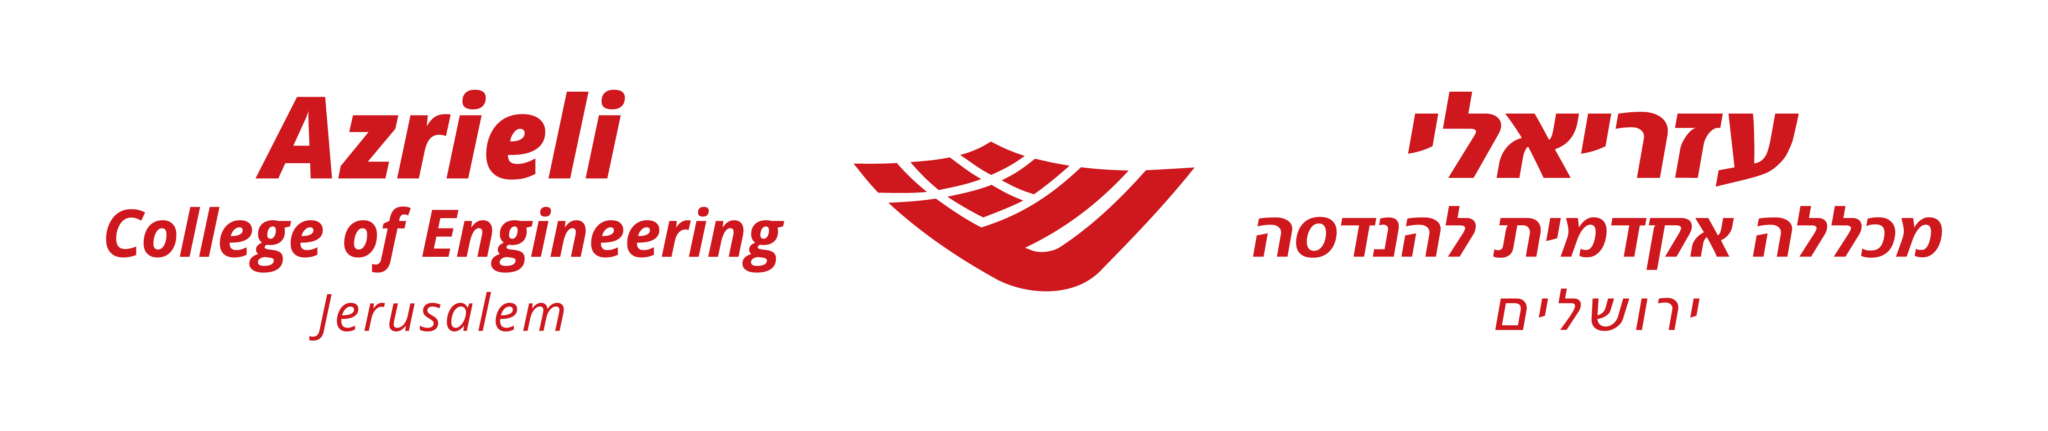 Azrieli
College of Engineering
Jerusalem
עזריאלי
מכללה אקדמית להנדסה
ירושלים